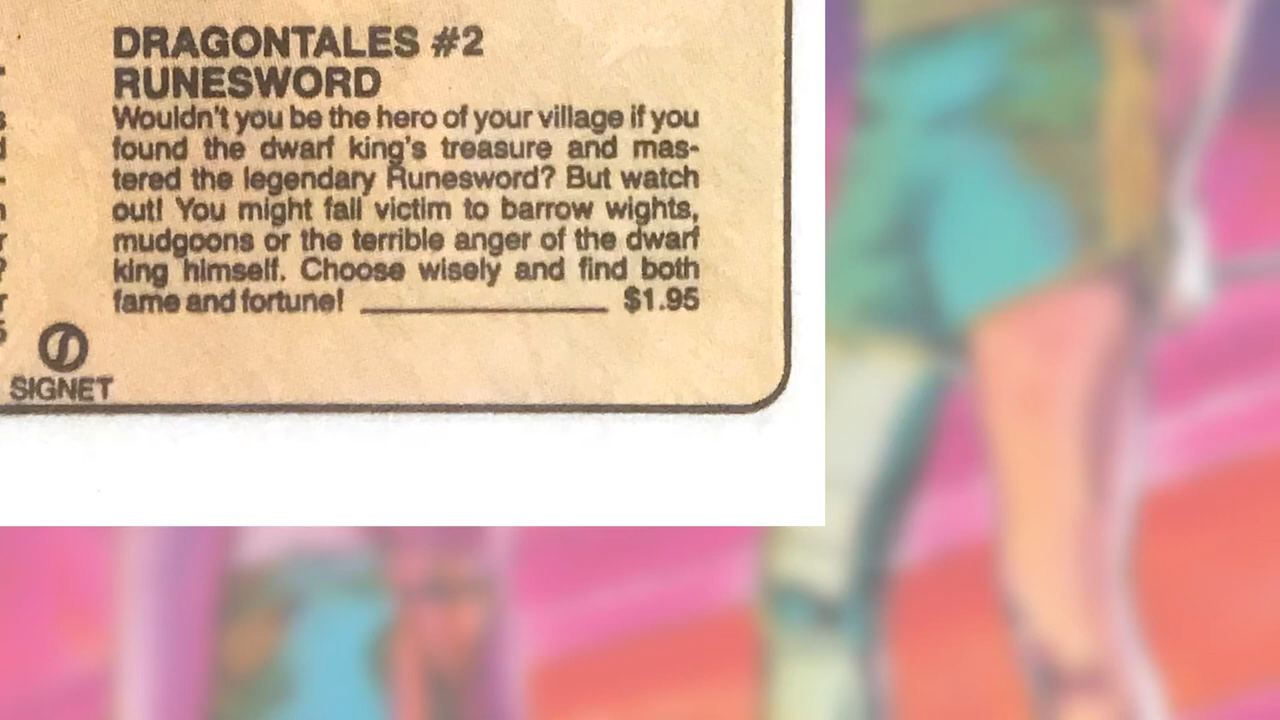 DRAGONTALES #2
RUNESWORD
Wouldn't you be the hero of your village if you
found the dwarf king's treasure and mas-
tered the legendary Runesword? But watch
out! You might fall victim to barrow wights,
mudgoons or the terrible anger of the dwarf
king himself. Choose wisely and find both
fame and fortune! $1.95
SIGNET